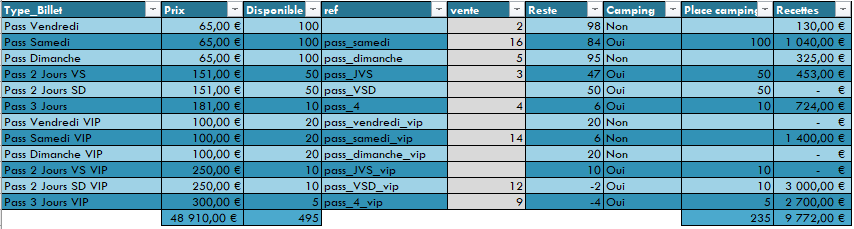 Type_Billet Prix Disponible ref vente Reste Camping Place camping Recettes
Pass Vendredi 65,00 € 100 2 98 Non 130,00 €
Pass Samedi 65,00 € 100 pass_samedi 16 84 Oui 100 1 040,00 €
Pass Dimanche 65,00 € 100 pass_dimanche 5 95 Non 325,00 €
Pass 2 Jours VS 151,00 € 50 pass_JVS 3 47 Oui 50 453,00 €
Pass 2 Jours SD 151,00 € 50 pass_VSD 50 Oui 50 - €
Pass 3 Jours 181,00 € 10 pass_4 4 6 Oui 10 724,00 €
Pass Vendredi VIP 100,00 € 20 pass_vendredi_vip 20 Non - €
Pass Samedi VIP 100,00 € 20 pass_samedi_vip 14 6 Non 1 400,00 €
Pass Dimanche VIP 100,00 € 20 pass_dimanche_vip 20 Non - €
Pass 2 Jours VS VIP 250,00 € 10 pass_JVS_vip 10 Oui 10 - €
Pass 2 Jours SD VIP 250,00 € 10 pass_VSD_vip 12 -2 Oui 10 3 000,00 €
Pass 3 Jours VIP 300,00 € 5 pass_4_vip 9 -4 Oui 5 2 700,00 €
48 910,00 € 495 235 9 772,00 €